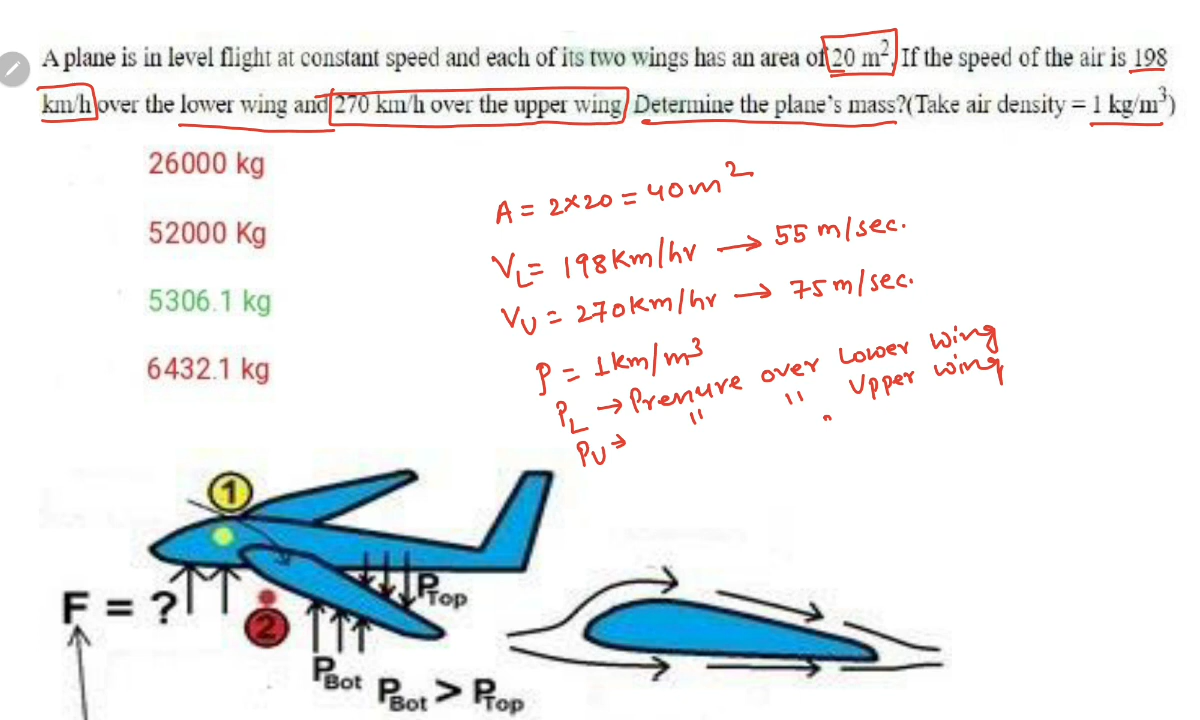 A plane is in level flight at constant speed and each of its two wings has an area of 20 m². If the speed of the air is 198
km/h over the lower wing and 270 km/h over the upper wing, Determine the plane's mass?(Take air density = 1 kg/m³)
26000 kg
52000 Kg
5306.1 kg
6432.1 kg
A = 2×20 = 40m²
V_L = 198Km/hr → 55 m/sec.
V_U = 270km/hr → 75m/sec.
ρ = 1km/m³
P_L → Pressure over Lower wing
P_U → " " Upper wing
1
P_Top
F = ?
2
P_Bot
P_Bot > P_Top